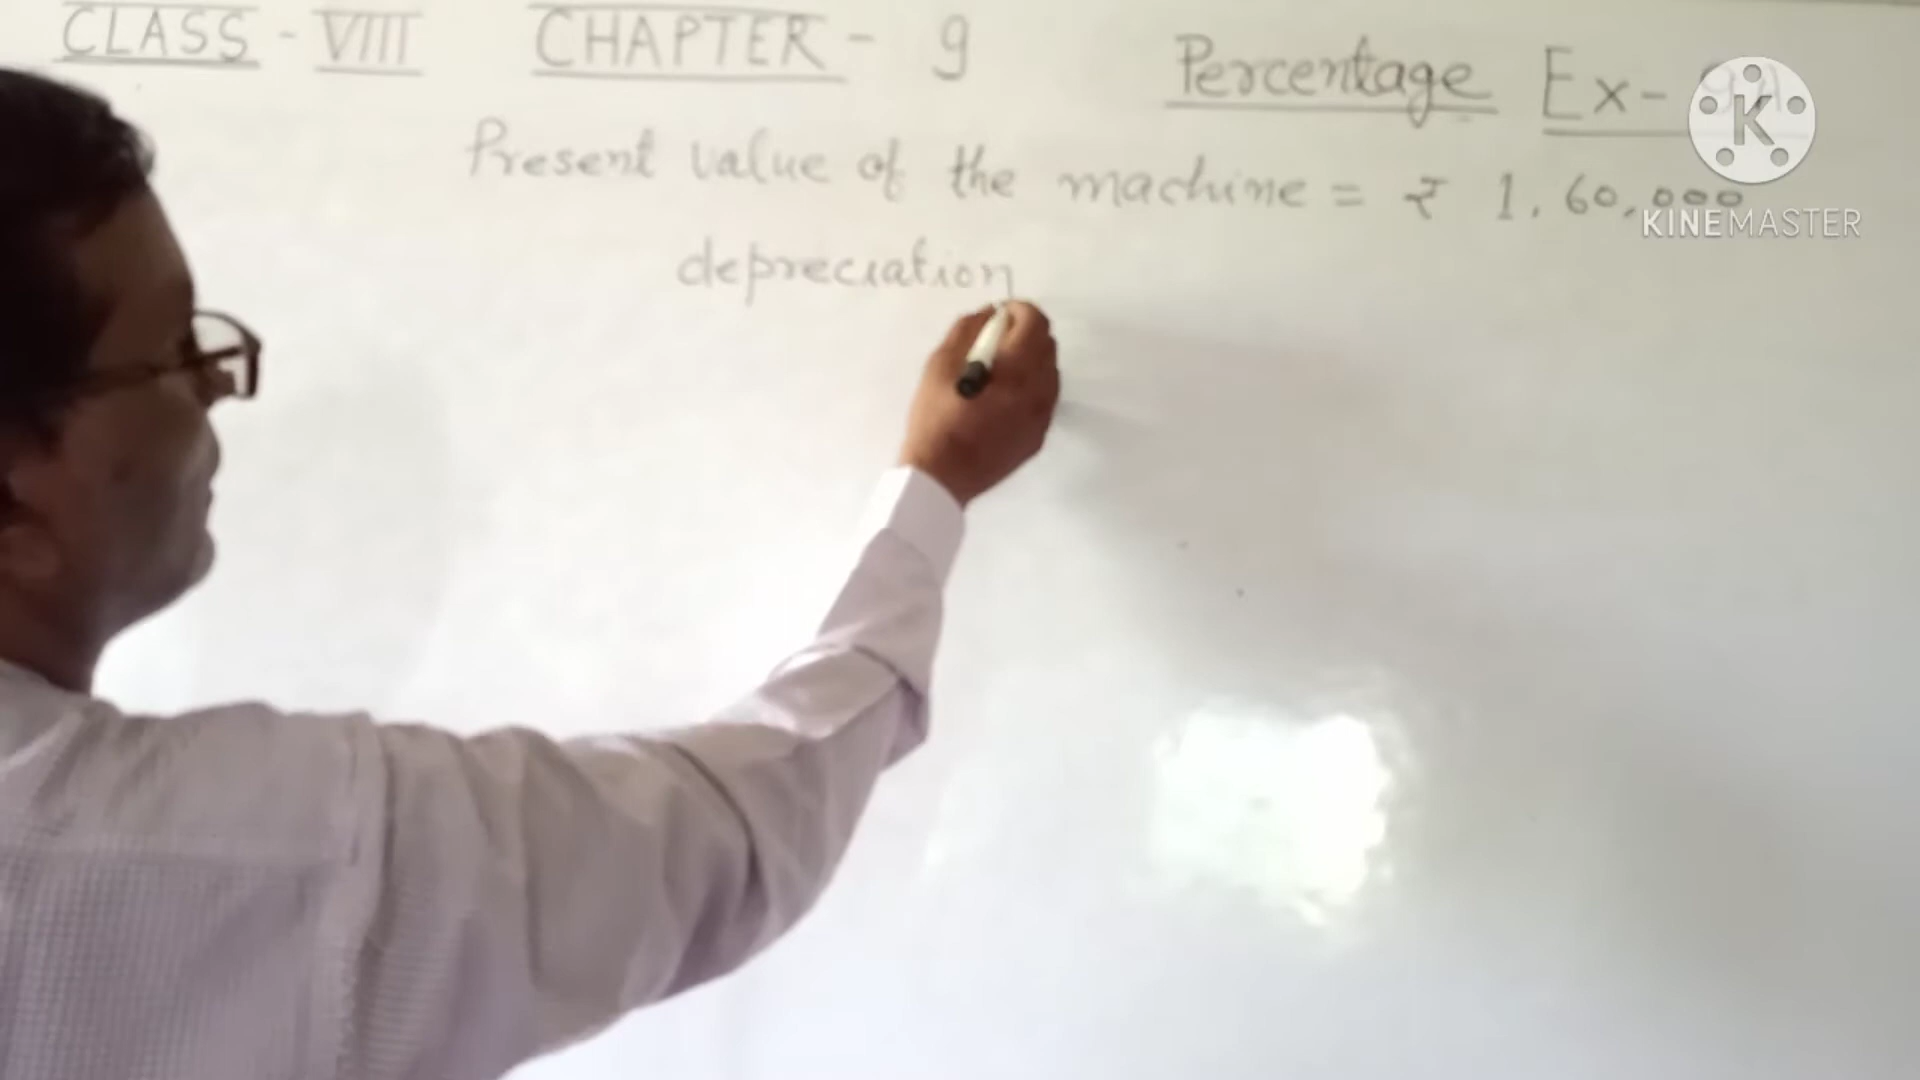 CLASS - VIII CHAPTER - 9 Percentage Ex-
Present value of the machine = ₹ 1,60,000
depreciation
K
KINEMASTER